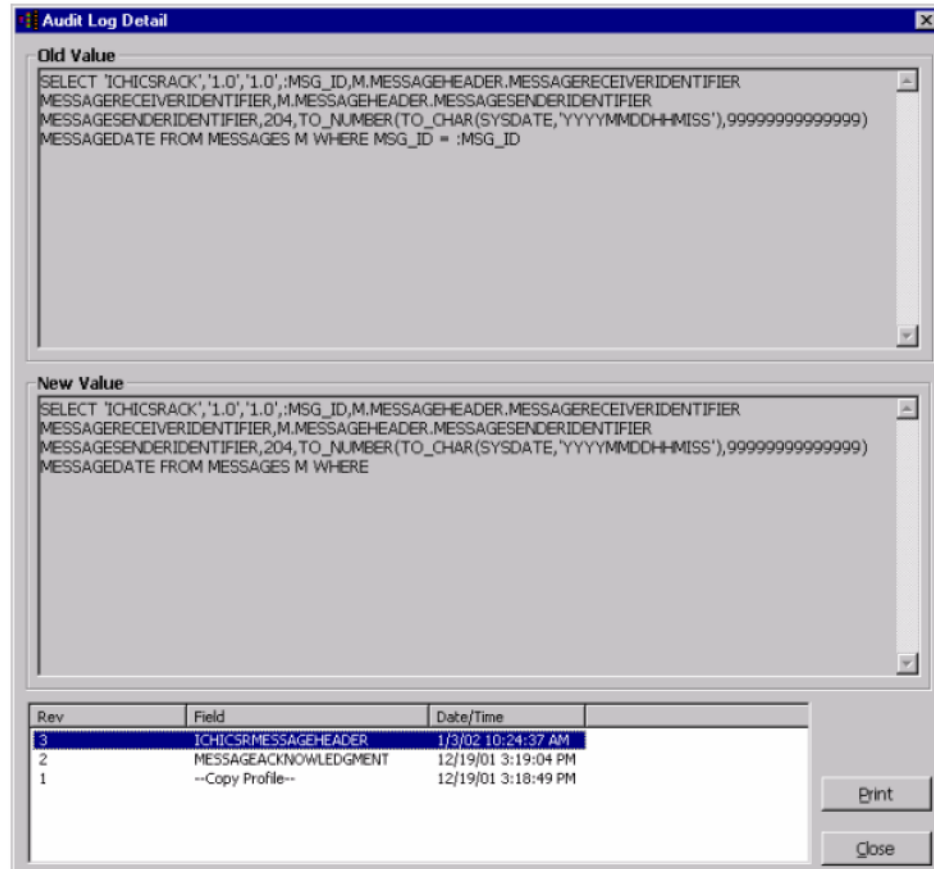 Audit Log Detail
Old Value
SELECT 'ICHICSRACK','1.0','1.0',:MSG_ID,M.MESSAGEHEADER.MESSAGERECEIVERIDENTIFIER
MESSAGERECEIVERIDENTIFIER,M.MESSAGEHEADER.MESSAGESENDERIDENTIFIER
MESSAGESENDERIDENTIFIER,204,TO_NUMBER(TO_CHAR(SYSDATE,'YYYYMMDDHHMISS'),99999999999999)
MESSAGEDATE FROM MESSAGES M WHERE MSG_ID = :MSG_ID
New Value
SELECT 'ICHICSRACK','1.0','1.0',:MSG_ID,M.MESSAGEHEADER.MESSAGERECEIVERIDENTIFIER
MESSAGERECEIVERIDENTIFIER,M.MESSAGEHEADER.MESSAGESENDERIDENTIFIER
MESSAGESENDERIDENTIFIER,204,TO_NUMBER(TO_CHAR(SYSDATE,'YYYYMMDDHHMISS'),99999999999999)
MESSAGEDATE FROM MESSAGES M WHERE
Rev Field Date/Time
3 ICHICSRMESSAGEHEADER 1/3/02 10:24:37 AM
2 MESSAGEACKNOWLEDGMENT 12/19/01 3:19:04 PM
1 --Copy Profile-- 12/19/01 3:18:49 PM
Print
Close